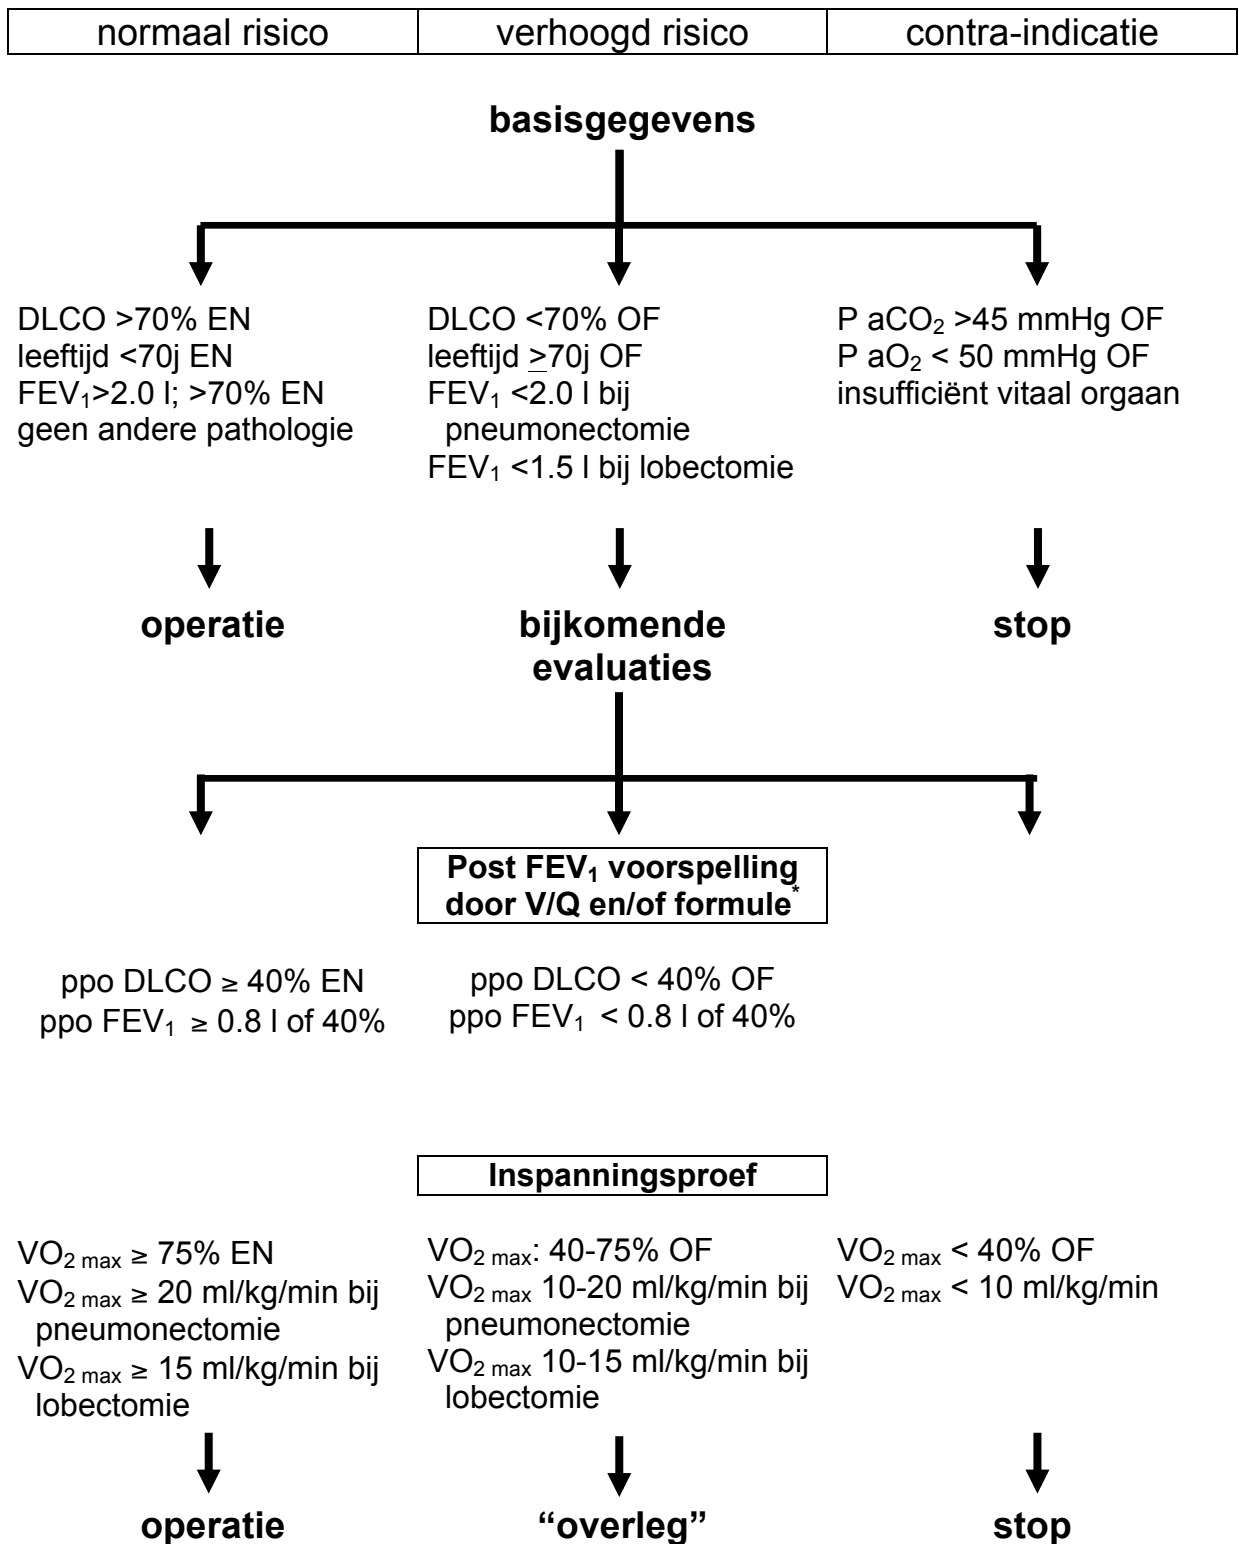 normaal risico
verhoogd risico
contra-indicatie
basisgegevens
DLCO >70% EN
leeftijd <70j EN
FEV₁>2.0 l; >70% EN
geen andere pathologie
DLCO <70% OF
leeftijd ≥70j OF
FEV₁ <2.0 l bij
pneumonectomie
FEV₁ <1.5 l bij lobectomie
P aCO₂ >45 mmHg OF
P aO₂ < 50 mmHg OF
insufficiënt vitaal orgaan
operatie
bijkomende
evaluaties
stop
Post FEV₁ voorspelling
door V/Q en/of formule*
ppo DLCO ≥ 40% EN
ppo FEV₁ ≥ 0.8 l of 40%
ppo DLCO < 40% OF
ppo FEV₁ < 0.8 l of 40%
Inspanningsproef
VO₂ max ≥ 75% EN
VO₂ max ≥ 20 ml/kg/min bij
pneumonectomie
VO₂ max ≥ 15 ml/kg/min bij
lobectomie
VO₂ max: 40-75% OF
VO₂ max 10-20 ml/kg/min bij
pneumonectomie
VO₂ max 10-15 ml/kg/min bij
lobectomie
VO₂ max < 40% OF
VO₂ max < 10 ml/kg/min
operatie
“overleg”
stop